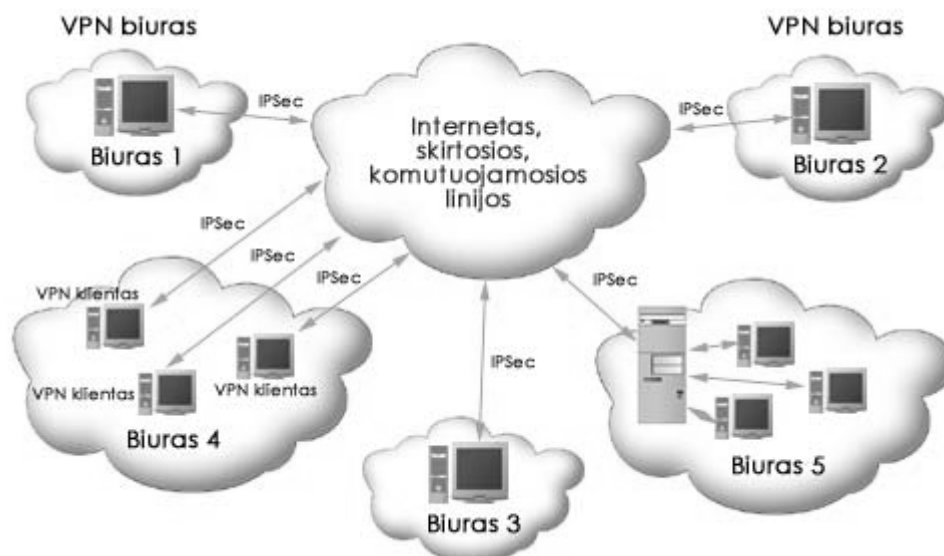 VPN biuras
VPN biuras
IPSec
Biuras 1
Internetas,
skirtosios,
komutuojamosios
linijos
IPSec
Biuras 2
IPSec
IPSec
IPSec
IPSec
IPSec
VPN klientas
VPN klientas
VPN klientas
Biuras 4
Biuras 3
Biuras 5